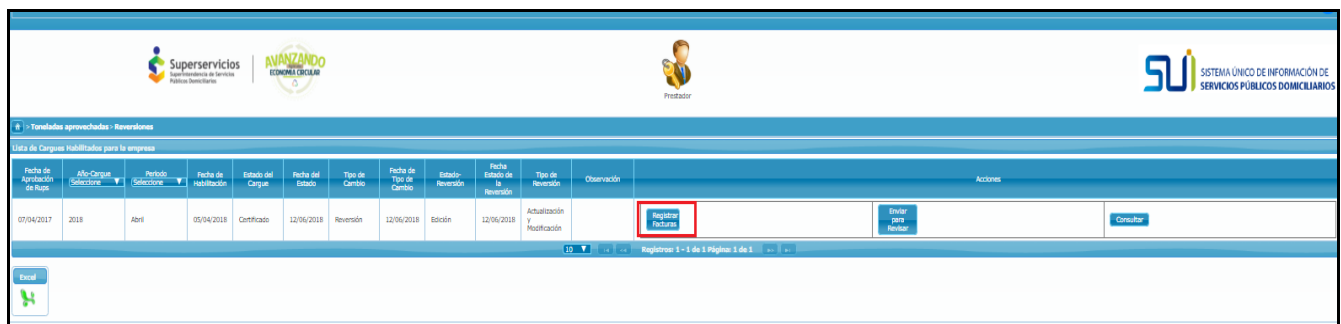 Superservicios
Superintendencia de Servicios
Públicos Domiciliarios
AVANZANDO
ECONOMÍA CIRCULAR
Prestador
sui
SISTEMA ÚNICO DE INFORMACIÓN DE
SERVICIOS PÚBLICOS DOMICILIARIOS
> Toneladas aprovechadas > Reversiones
Lista de Cargues Habilitados para la empresa
Fecha de Aprobación de Rups Año-Cargue Seleccione Periodo Seleccione Fecha de Habilitación Estado del Cargue Fecha del Estado Tipo de Cambio Fecha de Tipo de Cambio Estado-Reversión Fecha Estado de la Reversión Tipo de Reversión Observación Acciones
07/04/2017 2018 Abril 05/04/2018 Certificado 12/06/2018 Reversión 12/06/2018 Edición 12/06/2018 Actualización y Modificación Registrar Facturas Enviar para Revisar Consultar
10 Registros: 1 - 1 de 1 Página: 1 de 1
Excel